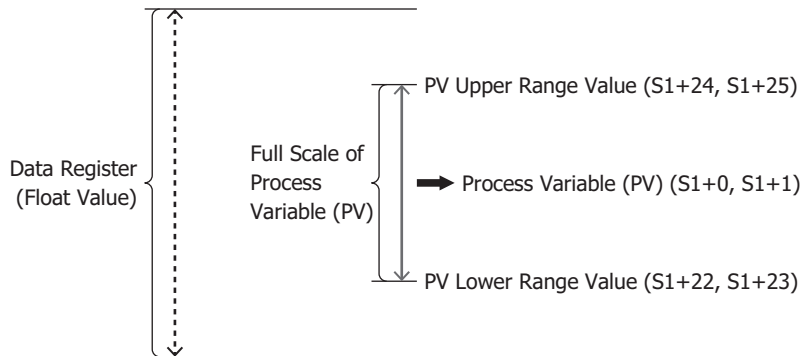 PV Upper Range Value (S1+24, S1+25)
Data Register
(Float Value)
Full Scale of
Process
Variable (PV)
Process Variable (PV) (S1+0, S1+1)
PV Lower Range Value (S1+22, S1+23)